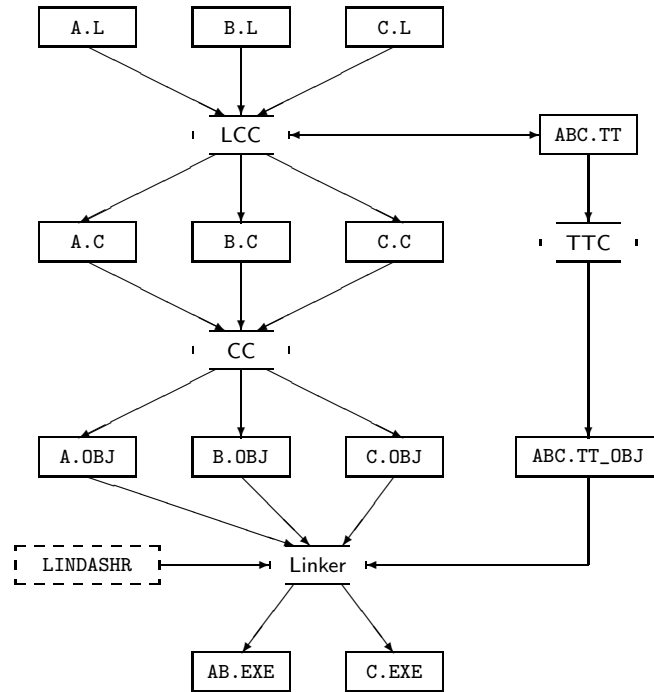 A.L B.L C.L
LCC ABC.TT
A.C B.C C.C TTC
CC
A.OBJ B.OBJ C.OBJ ABC.TT_OBJ
LINDASHR Linker
AB.EXE C.EXE